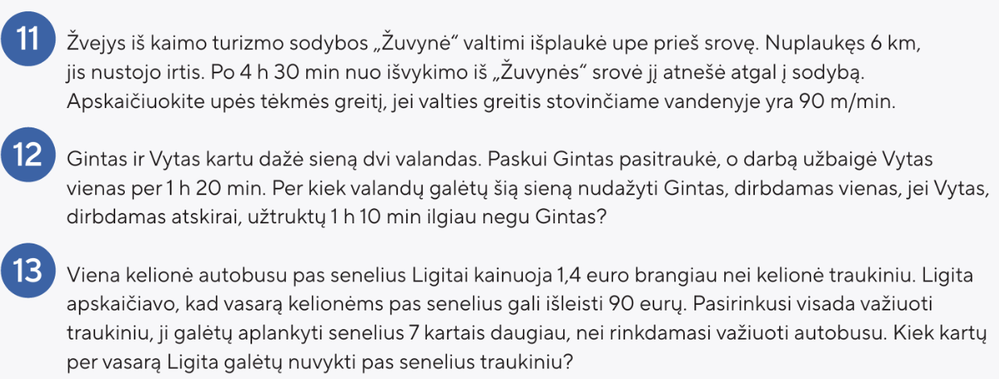 11
Žvejys iš kaimo turizmo sodybos „Žuvynė“ valtimi išplaukė upe prieš srovę. Nuplaukęs 6 km,
jis nustojo irtis. Po 4 h 30 min nuo išvykimo iš „Žuvynės“ srovė jį atnešė atgal į sodybą.
Apskaičiuokite upės tėkmės greitį, jei valties greitis stovinčiame vandenyje yra 90 m/min.
12
Gintas ir Vytas kartu dažė sieną dvi valandas. Paskui Gintas pasitraukė, o darbą užbaigė Vytas
vienas per 1 h 20 min. Per kiek valandų galėtų šią sieną nudažyti Gintas, dirbdamas vienas, jei Vytas,
dirbdamas atskirai, užtruktų 1 h 10 min ilgiau negu Gintas?
13
Viena kelionė autobusu pas senelius Ligitai kainuoja 1,4 euro brangiau nei kelionė traukiniu. Ligita
apskaičiavo, kad vasarą kelionėms pas senelius gali išleisti 90 eurų. Pasirinkusi visada važiuoti
traukiniu, ji galėtų aplankyti senelius 7 kartais daugiau, nei rinkdamasi važiuoti autobusu. Kiek kartų
per vasarą Ligita galėtų nuvykti pas senelius traukiniu?